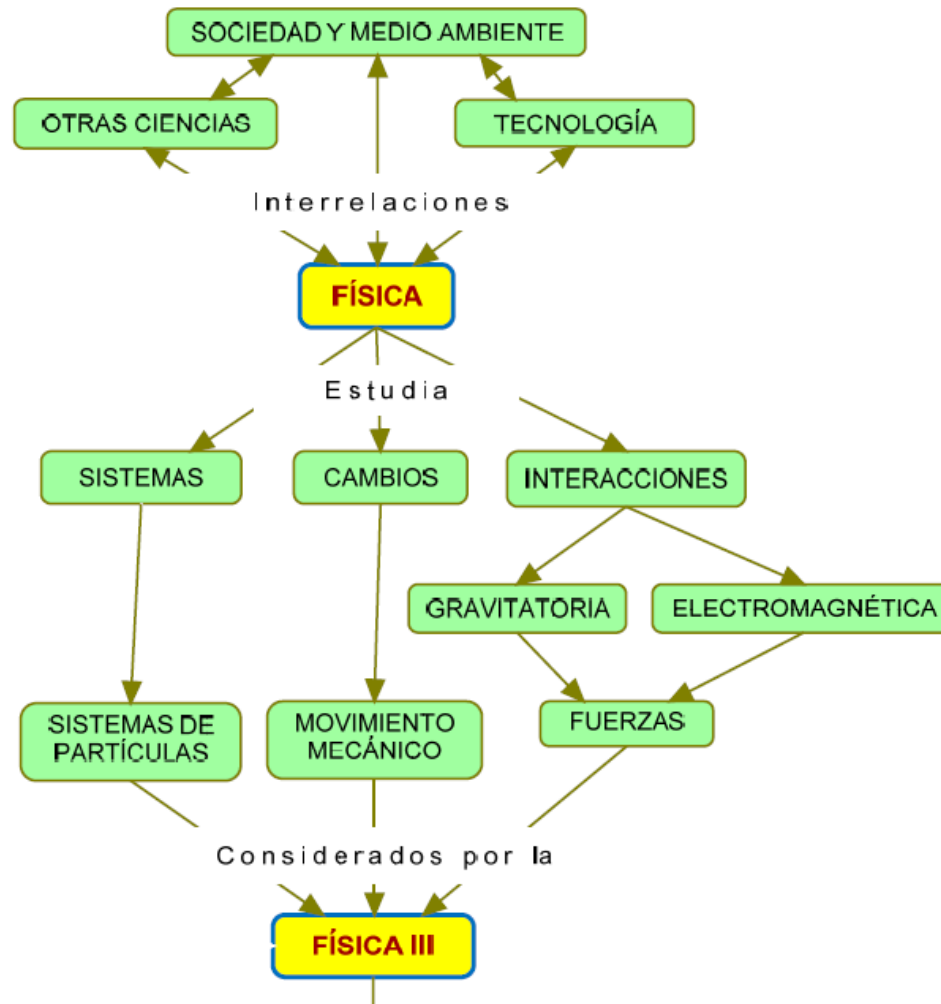 SOCIEDAD Y MEDIO AMBIENTE
OTRAS CIENCIAS
TECNOLOGÍA
Interrelaciones
FÍSICA
Estudia
SISTEMAS
CAMBIOS
INTERACCIONES
GRAVITATORIA
ELECTROMAGNÉTICA
SISTEMAS DE
PARTÍCULAS
MOVIMIENTO
MECÁNICO
FUERZAS
Considerados por la
FÍSICA III